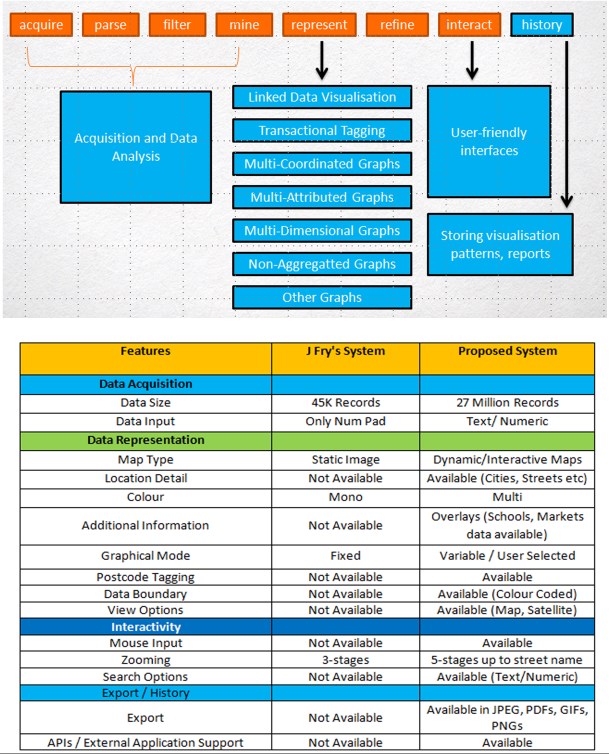 acquire parse filter mine represent refine interact history
Acquisition and Data
Analysis
Linked Data Visualisation
Transactional Tagging
Multi-Coordinated Graphs
Multi-Attributed Graphs
Multi-Dimensional Graphs
Non-Aggregatted Graphs
Other Graphs
User-friendly
interfaces
Storing visualisation
patterns, reports
Features J Fry's System Proposed System
Data Acquisition
Data Size 45K Records 27 Million Records
Data Input Only Num Pad Text/ Numeric
Data Representation
Map Type Static Image Dynamic/Interactive Maps
Location Detail Not Available Available (Cities, Streets etc)
Colour Mono Multi
Additional Information Not Available Overlays (Schools, Markets
data available)
Graphical Mode Fixed Variable / User Selected
Postcode Tagging Not Available Available
Data Boundary Not Available Available (Colour Coded)
View Options Not Available Available (Map, Satellite)
Interactivity
Mouse Input Not Available Available
Zooming 3-stages 5-stages up to street name
Search Options Not Available Available (Text/Numeric)
Export / History
Export Not Available Available in JPEG, PDFs, GIFs,
PNGs
APIs / External Application Support Not Available Available